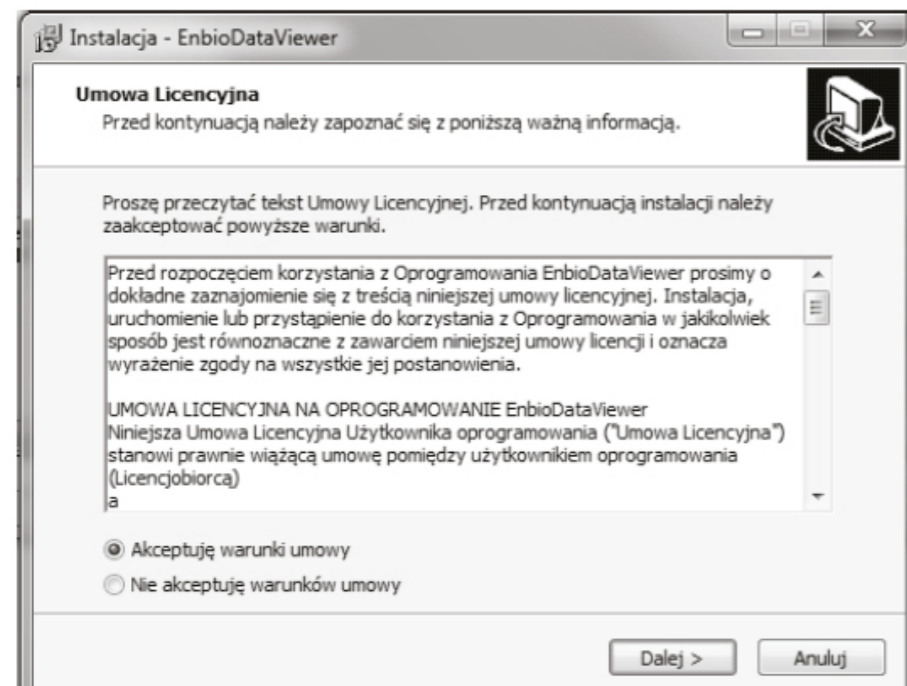 Instalacja - EnbioDataViewer
Umowa Licencyjna
Przed kontynuacją należy zapoznać się z poniższą ważną informacją.
Proszę przeczytać tekst Umowy Licencyjnej. Przed kontynuacją instalacji należy
zaakceptować powyższe warunki.
Przed rozpoczęciem korzystania z Oprogramowania EnbioDataViewer prosimy o
dokładne zaznajomienie się z treścią niniejszej umowy licencyjnej. Instalacja,
uruchomienie lub przystąpienie do korzystania z Oprogramowania w jakikolwiek
sposób jest równoznaczne z zawarciem niniejszej umowy licencji i oznacza
wyrażenie zgody na wszystkie jej postanowienia.
UMOWA LICENCYJNA NA OPROGRAMOWANIE EnbioDataViewer
Niniejsza Umowa Licencyjna Użytkownika oprogramowania ("Umowa Licencyjna")
stanowi prawnie wiążącą umowę pomiędzy użytkownikiem oprogramowania
(Licencjobiorcą)
a
Akceptuję warunki umowy
Nie akceptuję warunków umowy
Dalej >
Anuluj